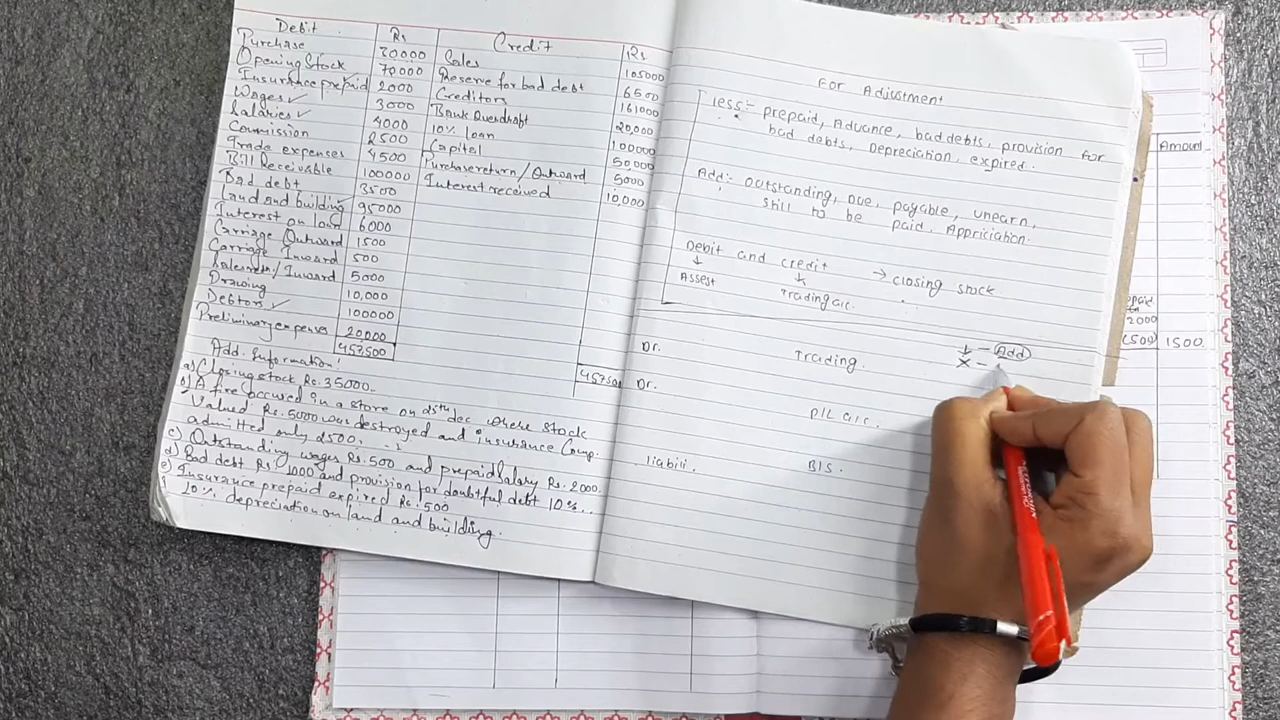 Debit Rs Credit Rs
Purchase 30000 Sales 105000
Opening Stock 70000 Reserve for bad debt 6500
Insurance prepaid 2000 Creditors 161000
Wages ✓ 3000 Bank Overdraft 20,000
Salaries ✓ 4000 10% loan 100000
Commission 2500 Capital 50,000
Trade expenses 4500 Purchase return / Outward 5000
Bill Receivable 100000 Interest received 10,000
Bad debt 3500
Land and building 95000
Interest on loan 6000
Carriage Outward 1500
Carriage Inward 500
/ Inward 5000
Drawing 10,000
Debtors ✓ 100000
Preliminary expenses 20000
457500 457500
Add. Information:
a) Closing stock Rs. 35000.
b) A fire occured in a store on 25th dec. where stock
Valued Rs. 5000 was destroyed and insurance Comp.
admitted only 2500.
c) Outstanding wages Rs. 500 and prepaid salary Rs. 2000.
d) Bad debt Rs. 1000 and provision for doubtful debt 10%.
e) Insurance prepaid expired Rs. 500
10% depreciation on land and building.
For Adjustment
less:- prepaid, Advance, bad debts, provision for
bad debts, Depreciation, expired.
Add:- outstanding, Due, payable, unearn,
still to be paid. Appriciation.
Debit and credit → closing stock
↓ ↓
Assest Trading a/c.
Dr. Trading. + - Add
x -
Dr. P/L a/c.
liabili. B/S.
Amount
2000
(500) 1500